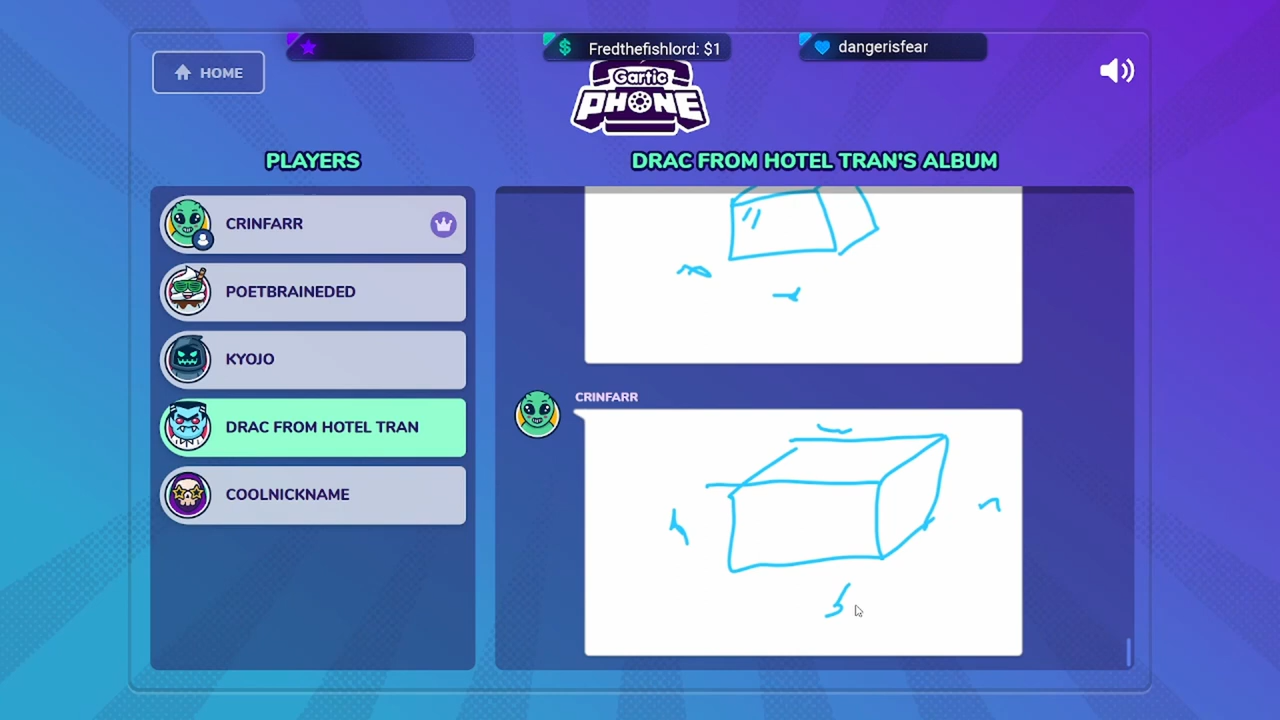 Fredthefishlord: $1
dangerisfear
HOME
Gartic
PHONE
PLAYERS
DRAC FROM HOTEL TRAN'S ALBUM
CRINFARR
POETBRAINEDED
KYOJO
DRAC FROM HOTEL TRAN
COOLNICKNAME
CRINFARR